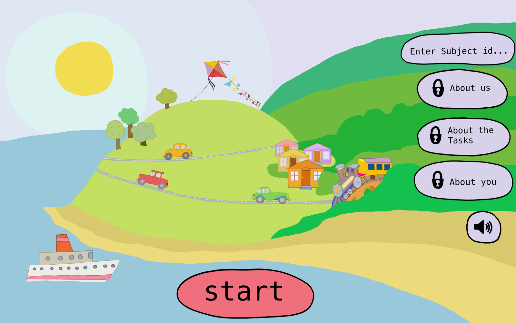 Enter Subject id...
About us
About the
Tasks
About you
start